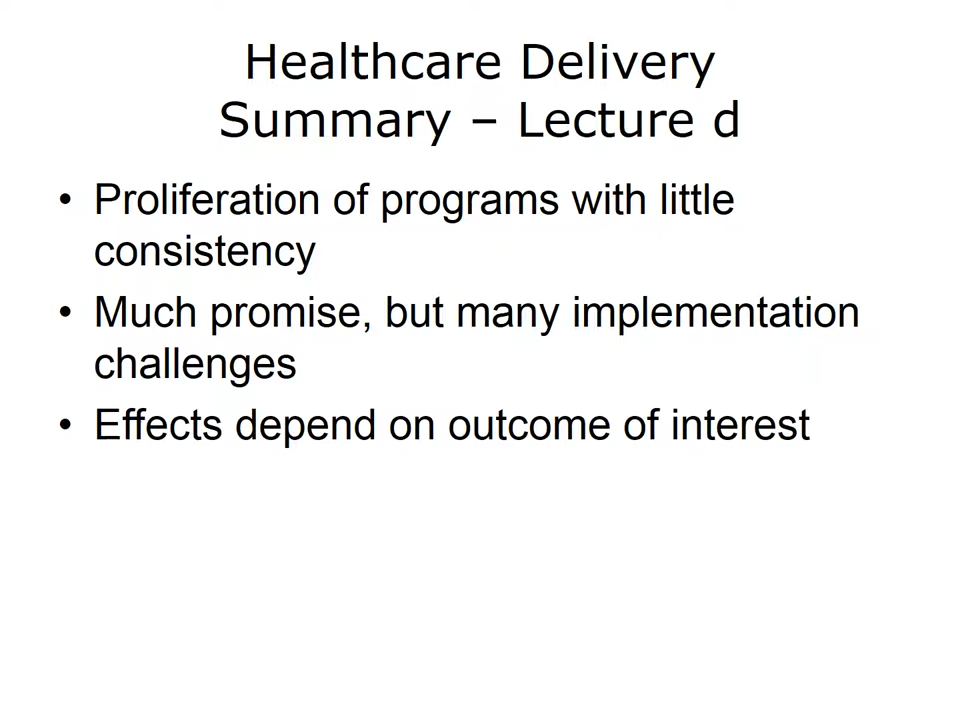 Healthcare Delivery
Summary – Lecture d
• Proliferation of programs with little
consistency
• Much promise, but many implementation
challenges
• Effects depend on outcome of interest